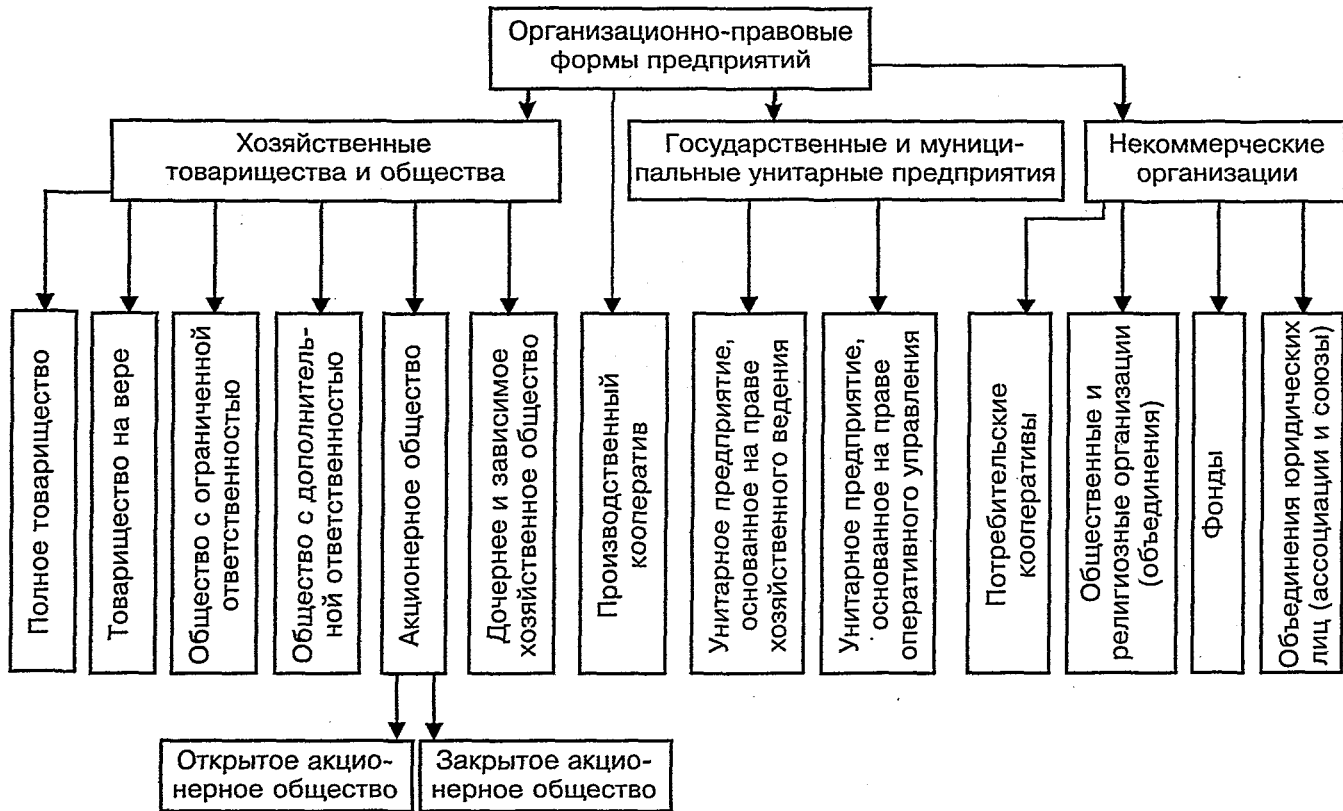 Организационно-правовые
формы предприятий
Хозяйственные
товарищества и общества
Государственные и муници-
пальные унитарные предприятия
Некоммерческие
организации
Полное товарищество
Товарищество на вере
Общество с ограниченной
ответственностью
Общество с дополнитель-
ной ответственностью
Акционерное общество
Дочернее и зависимое
хозяйственное общество
Производственный
кооператив
Унитарное предприятие,
основанное на праве
хозяйственного ведения
Унитарное предприятие,
основанное на праве
оперативного управления
Потребительские
кооперативы
Общественные и
религиозные организации
(объединения)
Фонды
Объединения юридических
лиц (ассоциации и союзы)
Открытое акцио-
нерное общество
Закрытое акцио-
нерное общество